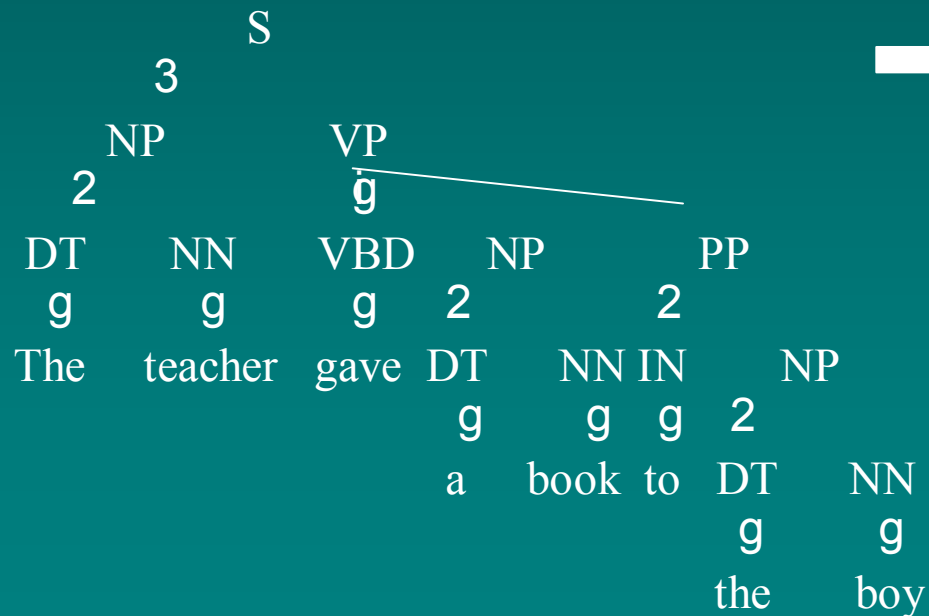 S
3
NP VP
2 g
DT NN VBD NP PP
g g g 2 2
The teacher gave DT NN IN NP
g g g 2
a book to DT NN
g g
the boy